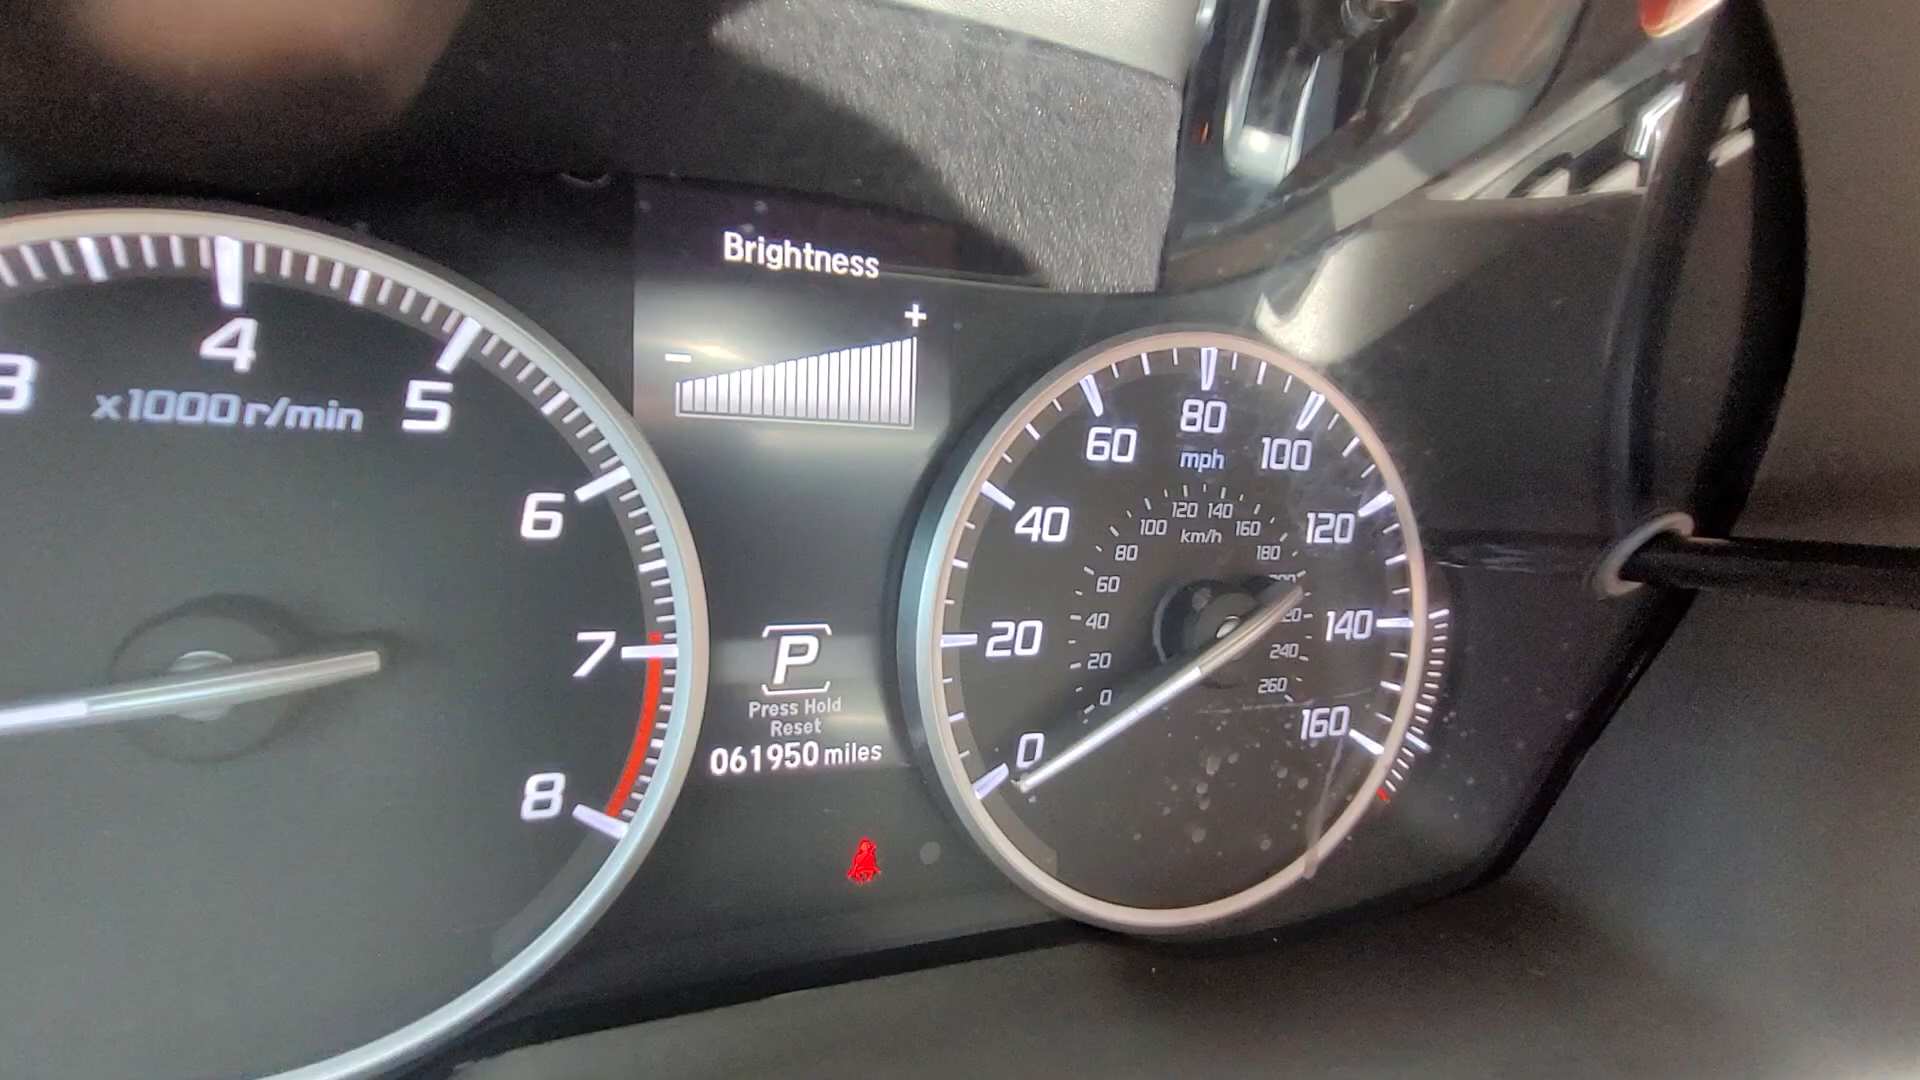 Brightness
- +
3 4 5 6 7 8
x1000r/min
P
Press Hold
Reset
061950 miles
0 20 40 60 80 100 120 140 160
mph
0 20 40 60 80 100 120 140 160 180 240 260
km/h